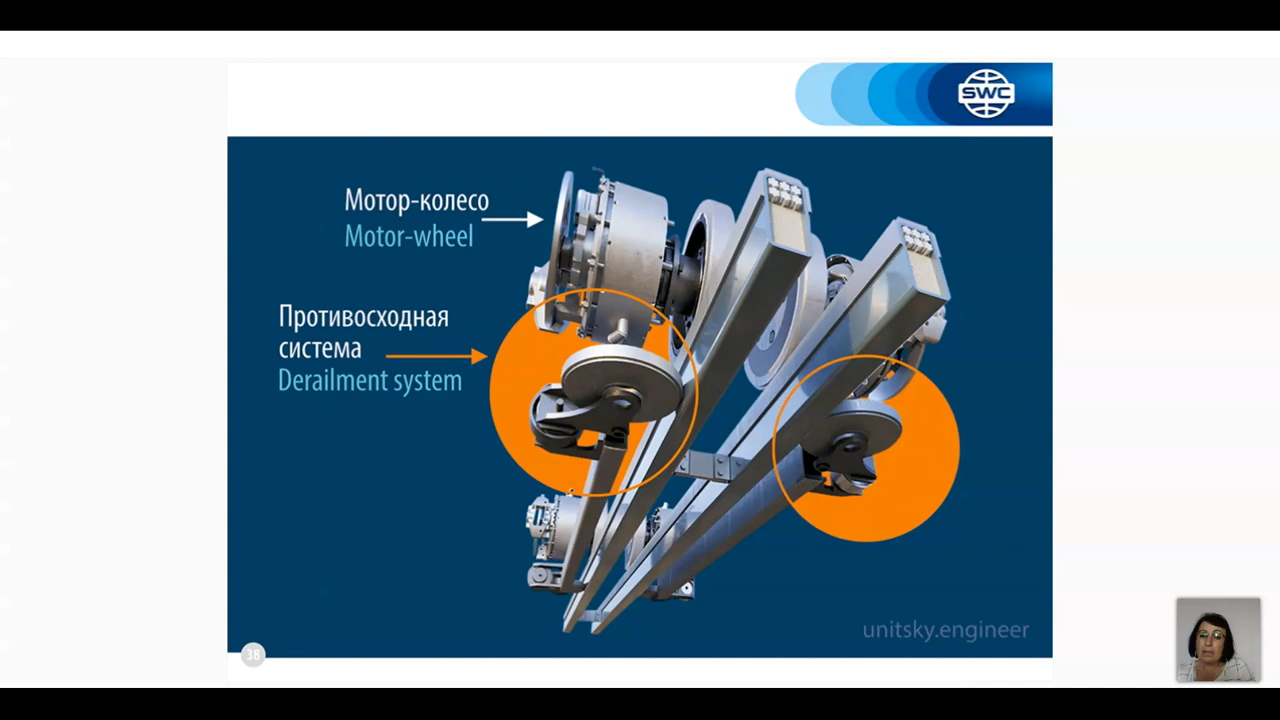 SWC
Мотор-колесо
Motor-wheel
Противосходная
система
Derailment system
unitsky.engineer
38